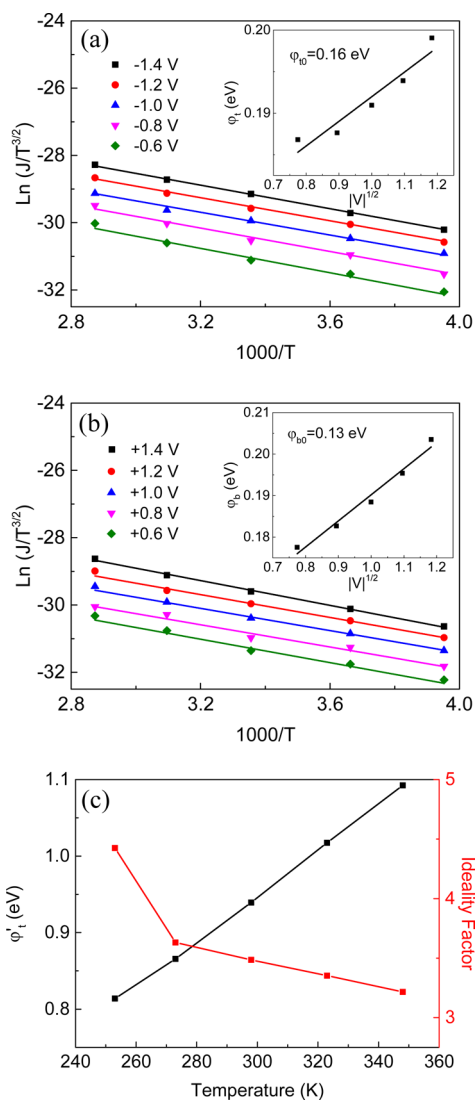 (a)
-1.4 V
-1.2 V
-1.0 V
-0.8 V
-0.6 V
φt0=0.16 eV
0.20
0.19
φt (eV)
0.7 0.8 0.9 1.0 1.1 1.2
|V|1/2
-24
-26
-28
-30
-32
Ln (J/T3/2)
2.8 3.2 3.6 4.0
1000/T
(b)
+1.4 V
+1.2 V
+1.0 V
+0.8 V
+0.6 V
φb0=0.13 eV
0.21
0.20
0.19
0.18
φb (eV)
0.7 0.8 0.9 1.0 1.1 1.2
|V|1/2
-24
-26
-28
-30
-32
Ln (J/T3/2)
2.8 3.2 3.6 4.0
1000/T
(c)
1.1
1.0
0.9
0.8
φ't (eV)
5
4
3
Ideality Factor
240 260 280 300 320 340 360
Temperature (K)